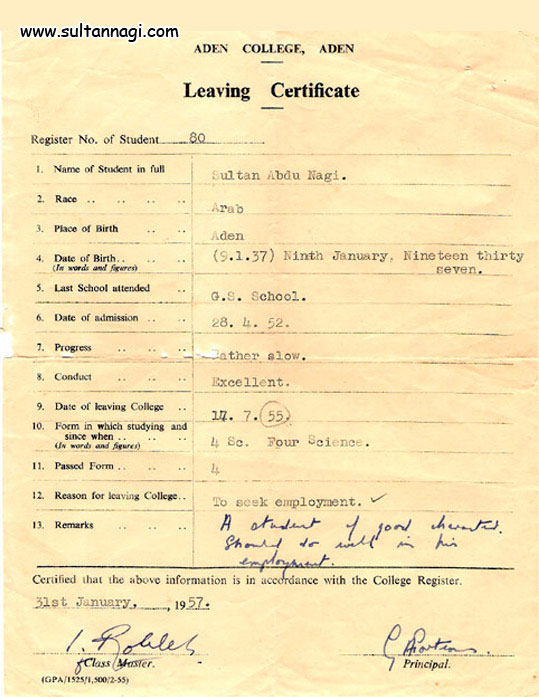 www.sultannagi.com
ADEN COLLEGE, ADEN
Leaving Certificate
Register No. of Student 80
1. Name of Student in full Sultan Abdu Nagi.
2. Race .. .. .. .. Arab
3. Place of Birth .. .. Aden
4. Date of Birth.. .. .. (9.1.37) Ninth January, Nineteen thirty
(In words and figures) seven.
5. Last School attended .. G.S. School.
6. Date of admission .. .. 28. 4. 52.
7. Progress .. .. .. Rather slow.
8. Conduct .. .. .. Excellent.
9. Date of leaving College .. 17. 7. 55.
10. Form in which studying and
since when .. .. .. 4 Sc. Four Science.
(In words and figures)
11. Passed Form .. .. .. 4
12. Reason for leaving College.. To seek employment. ✓
13. Remarks .. .. .. A student of good character.
Should do well in his
employment.
Certified that the above information is in accordance with the College Register.
31st January, 1957.
Class Master. Principal.
(GPA/1525/1,500/2-55)